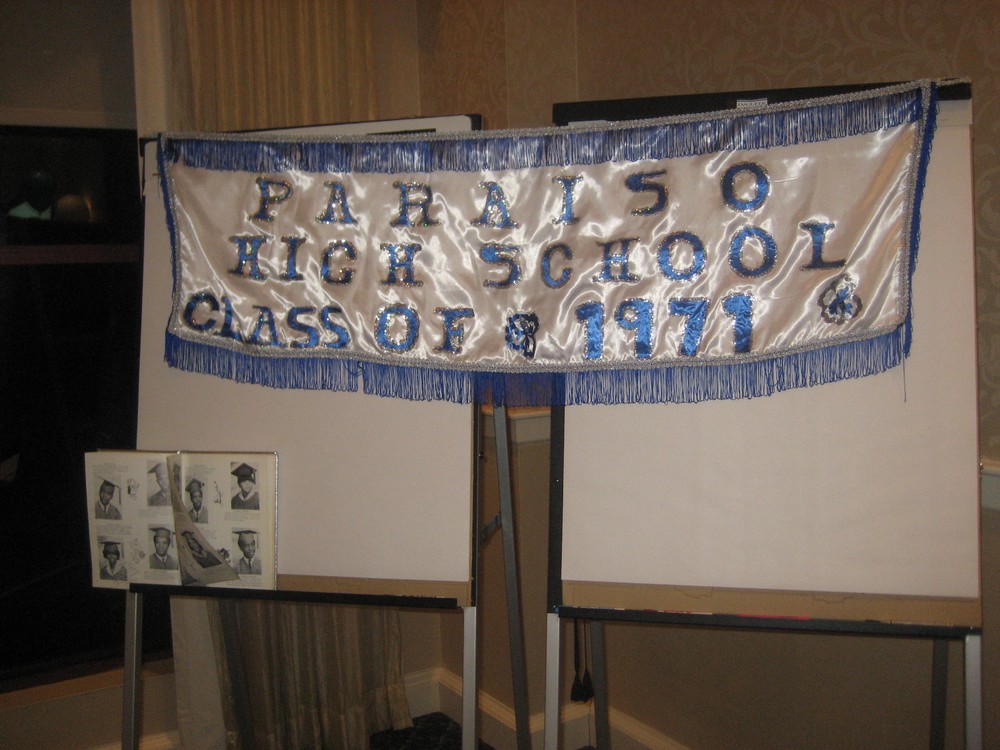 PARAISO
HIGH SCHOOL
CLASS OF 1971